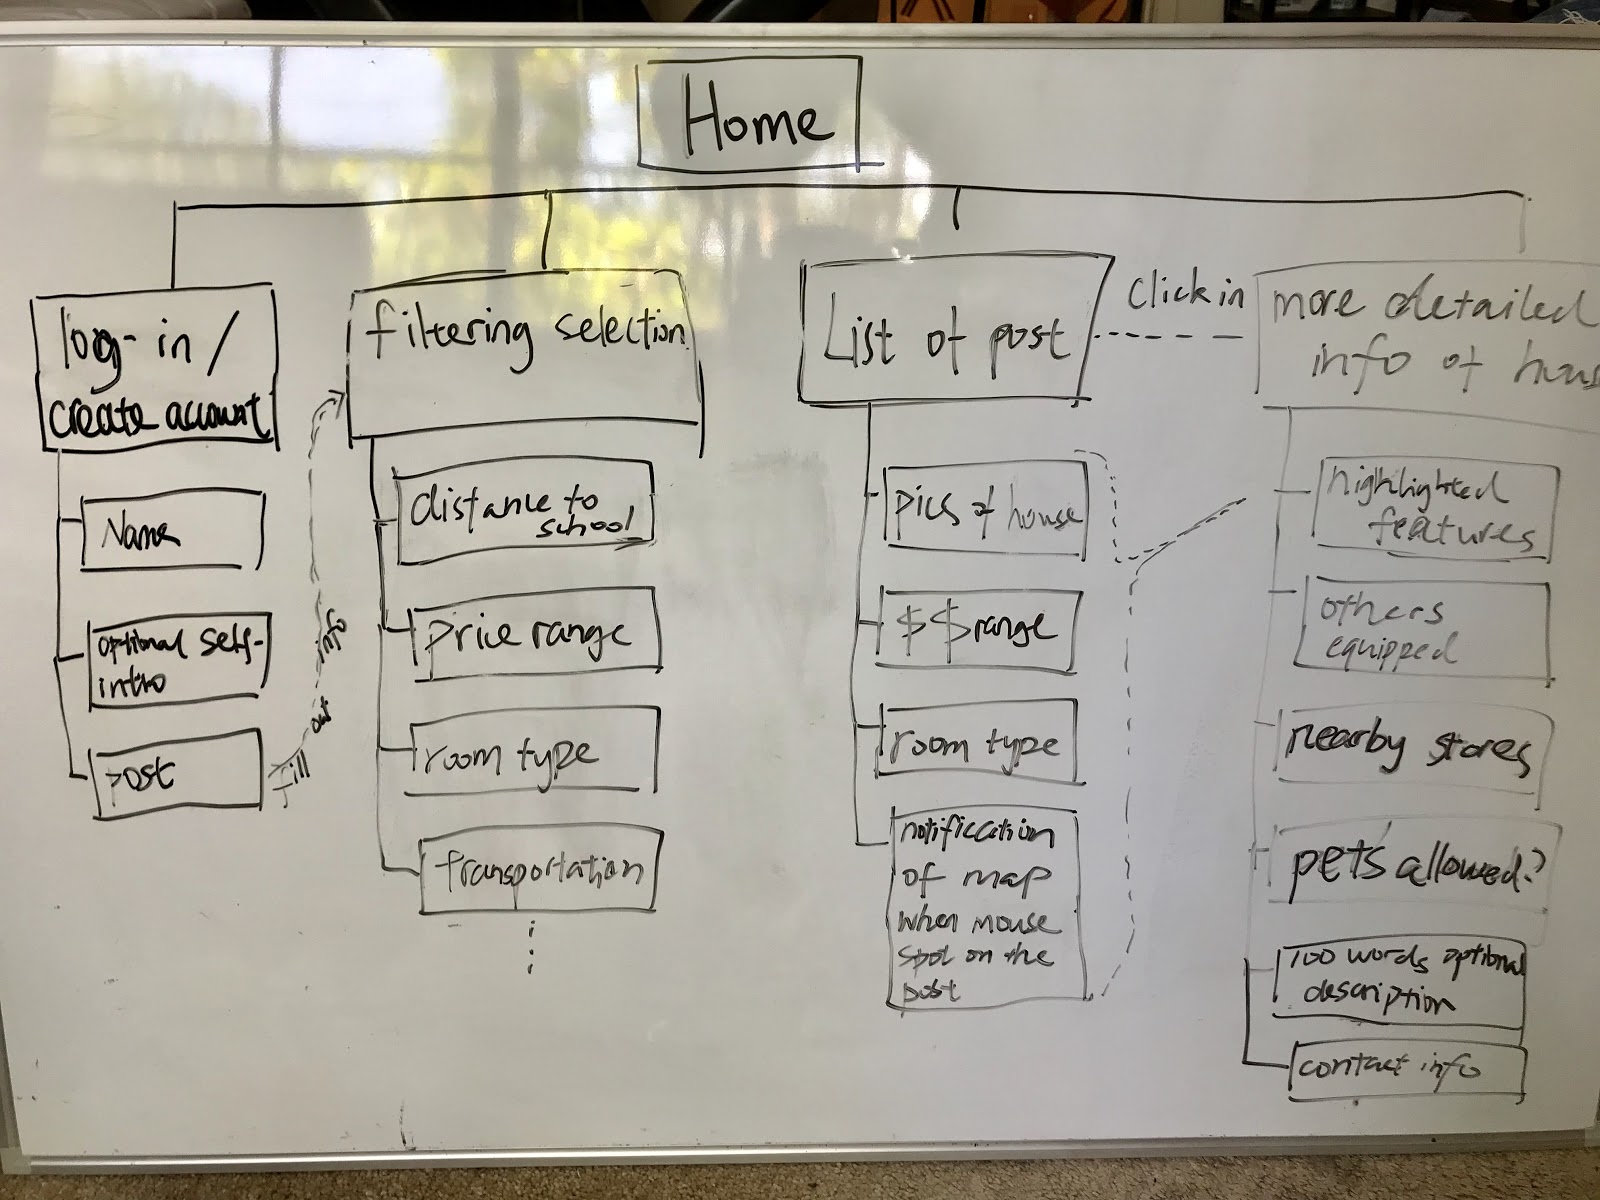 Home
log-in /
create account
Name
optional self-
intro
post
Fill out info
filtering selection
distance to
school
price range
room type
transportation
List of post
pics of house
$$range
room type
notification
of map
when mouse
spot on the
post
Click in
more detailed
info of hous
highlighted
features
others
equipped
nearby stores
pets allowed?
100 words optional
description
contact info